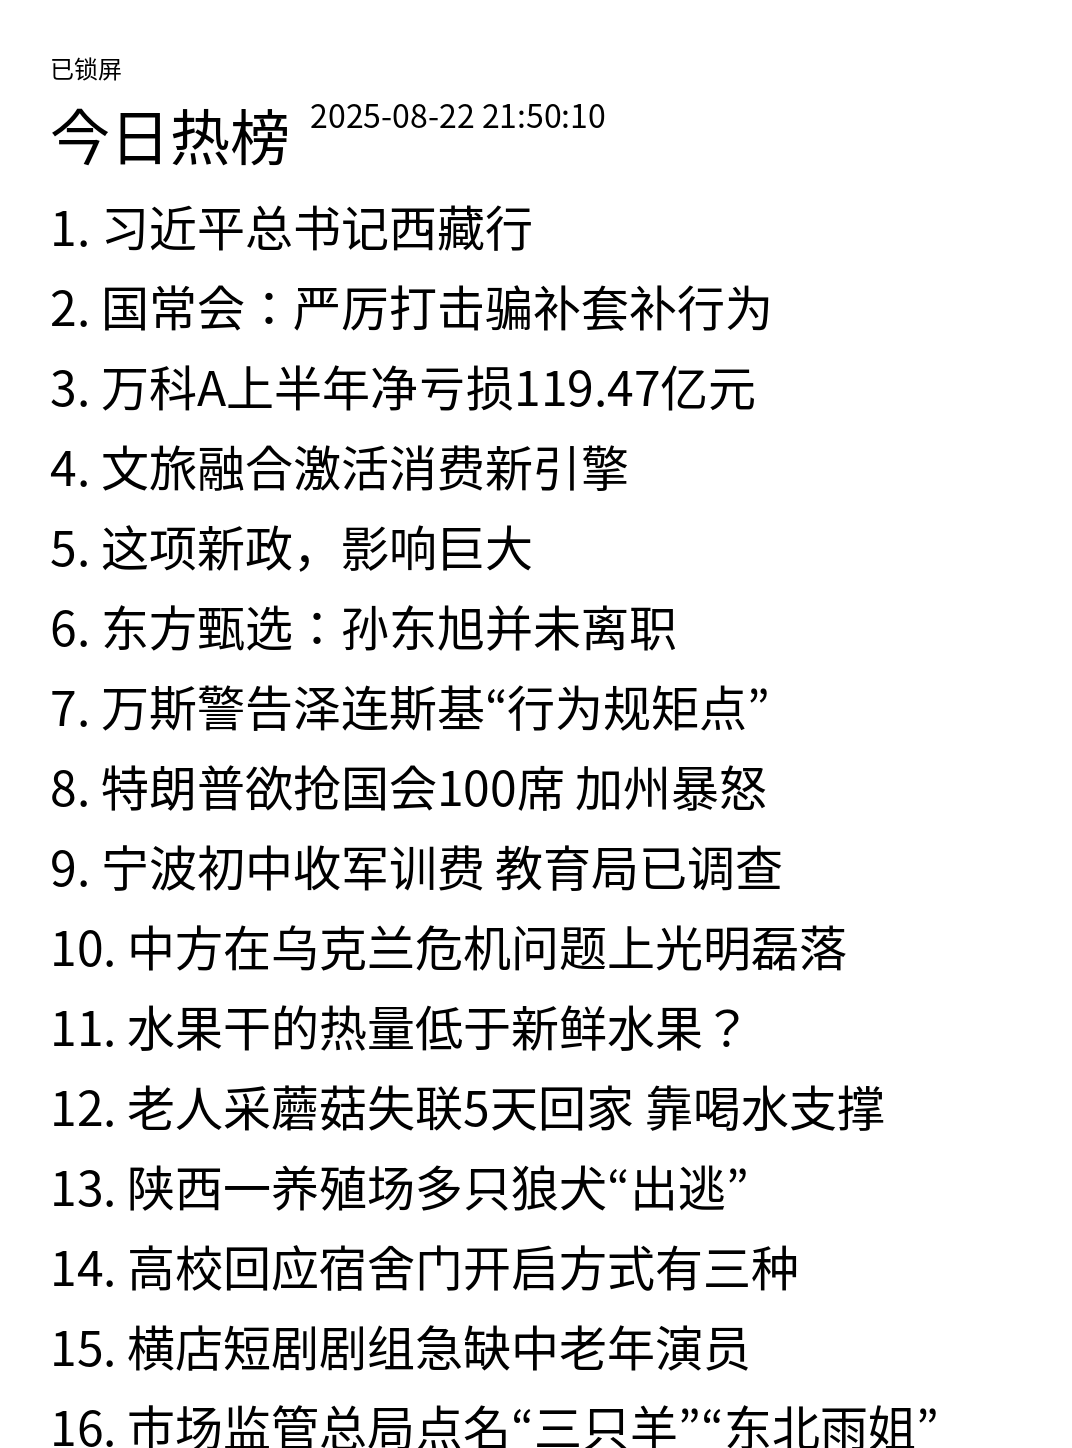 已锁屏
今日热榜 2025-08-22 21:50:10
1. 习近平总书记西藏行
2. 国常会：严厉打击骗补套补行为
3. 万科A上半年净亏损119.47亿元
4. 文旅融合激活消费新引擎
5. 这项新政，影响巨大
6. 东方甄选：孙东旭并未离职
7. 万斯警告泽连斯基“行为规矩点”
8. 特朗普欲抢国会100席 加州暴怒
9. 宁波初中收军训费 教育局已调查
10. 中方在乌克兰危机问题上光明磊落
11. 水果干的热量低于新鲜水果？
12. 老人采蘑菇失联5天回家 靠喝水支撑
13. 陕西一养殖场多只狼犬“出逃”
14. 高校回应宿舍门开启方式有三种
15. 横店短剧剧组急缺中老年演员
16. 市场监管总局点名“三只羊”“东北雨姐”